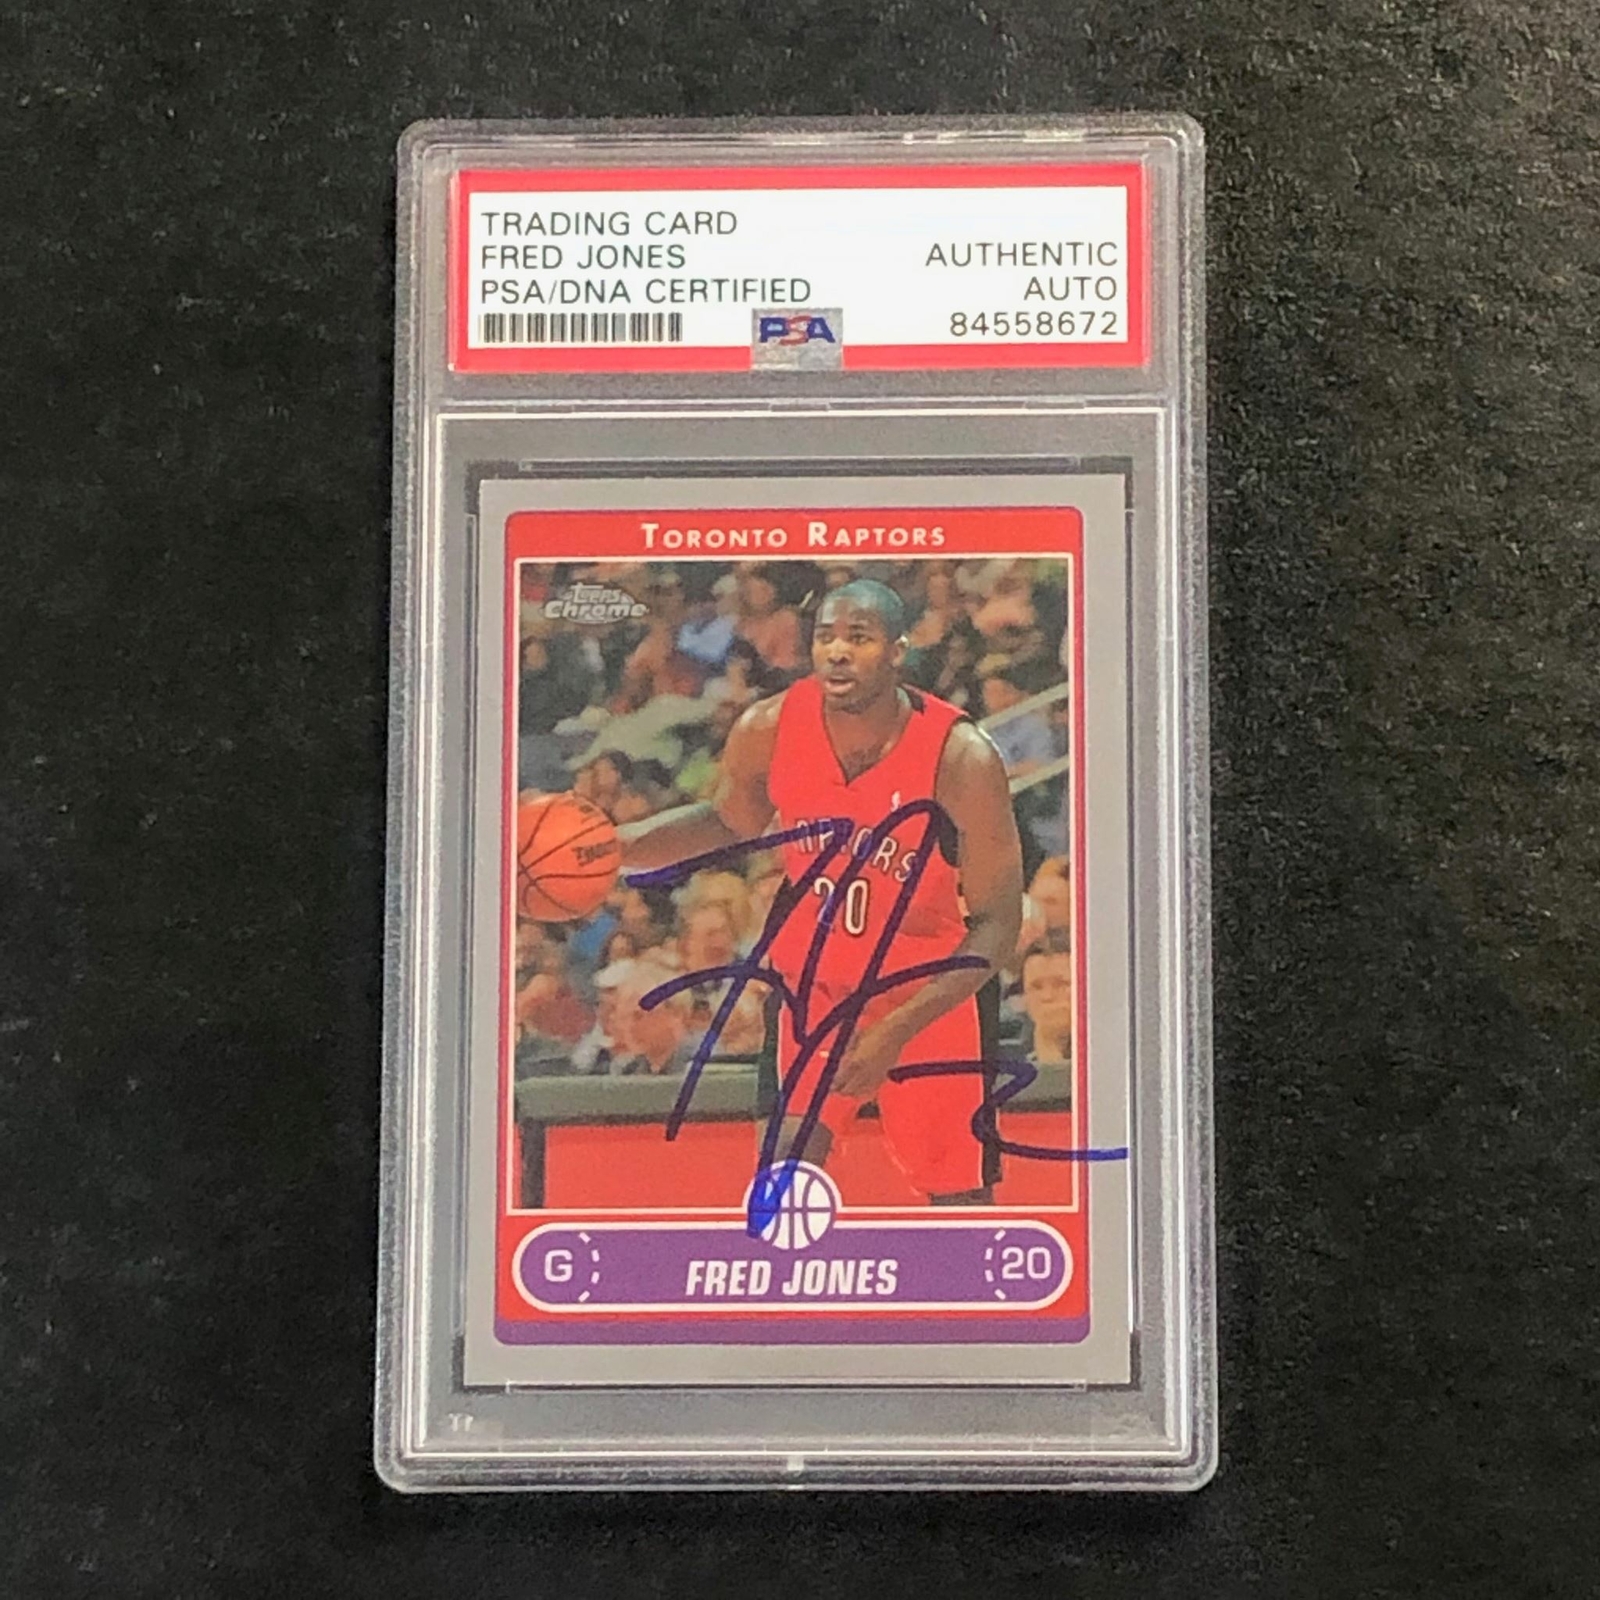 TRADING CARD
FRED JONES
PSA/DNA CERTIFIED
AUTHENTIC
AUTO
84558672
PSA
TORONTO RAPTORS
Topps
Chrome
RAPTORS
20
G
FRED JONES
20